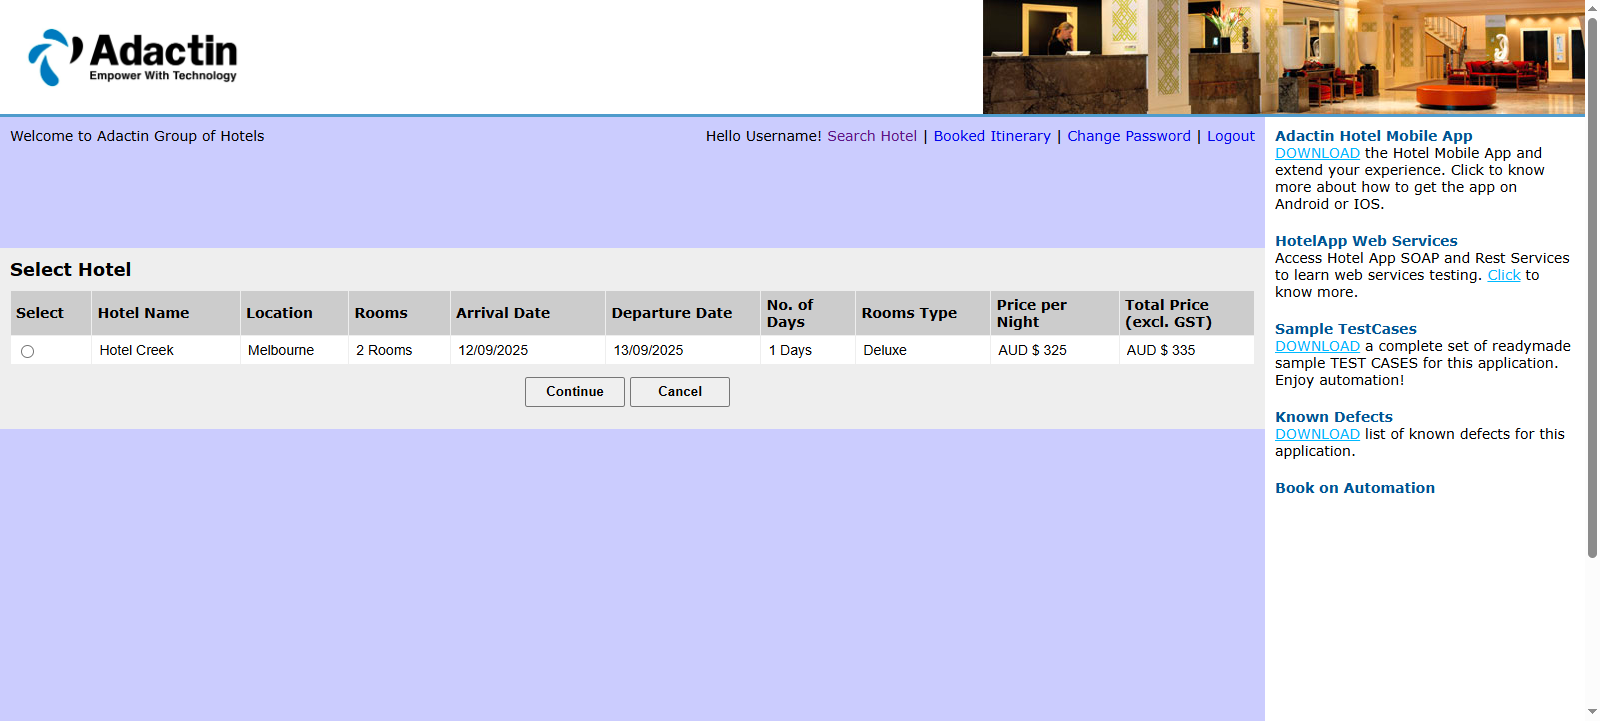 Adactin
Empower With Technology
Welcome to Adactin Group of Hotels
Hello Username! Search Hotel | Booked Itinerary | Change Password | Logout
Select Hotel
Select Hotel Name Location Rooms Arrival Date Departure Date No. of Days Rooms Type Price per Night Total Price (excl. GST)
Hotel Creek Melbourne 2 Rooms 12/09/2025 13/09/2025 1 Days Deluxe AUD $ 325 AUD $ 335
Continue Cancel
Adactin Hotel Mobile App
DOWNLOAD the Hotel Mobile App and
extend your experience. Click to know
more about how to get the app on
Android or IOS.
HotelApp Web Services
Access Hotel App SOAP and Rest Services
to learn web services testing. Click to
know more.
Sample TestCases
DOWNLOAD a complete set of readymade
sample TEST CASES for this application.
Enjoy automation!
Known Defects
DOWNLOAD list of known defects for this
application.
Book on Automation